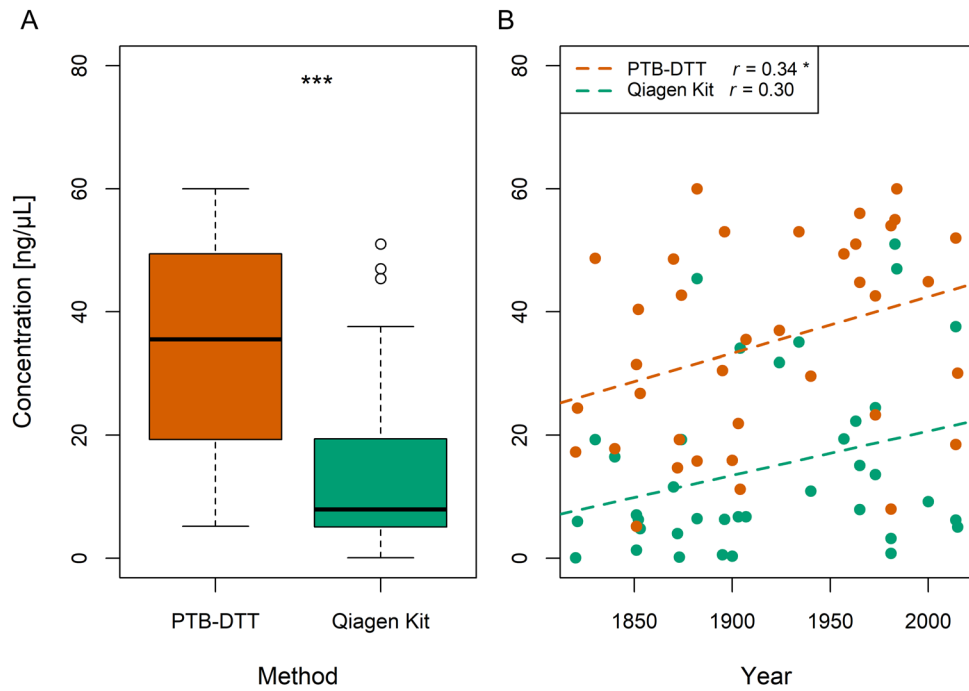 A
Concentration [ng/µL]
80
60
40
20
0
***
PTB-DTT
Qiagen Kit
Method
B
80
60
40
20
0
PTB-DTT r = 0.34 *
Qiagen Kit r = 0.30
1850
1900
1950
2000
Year